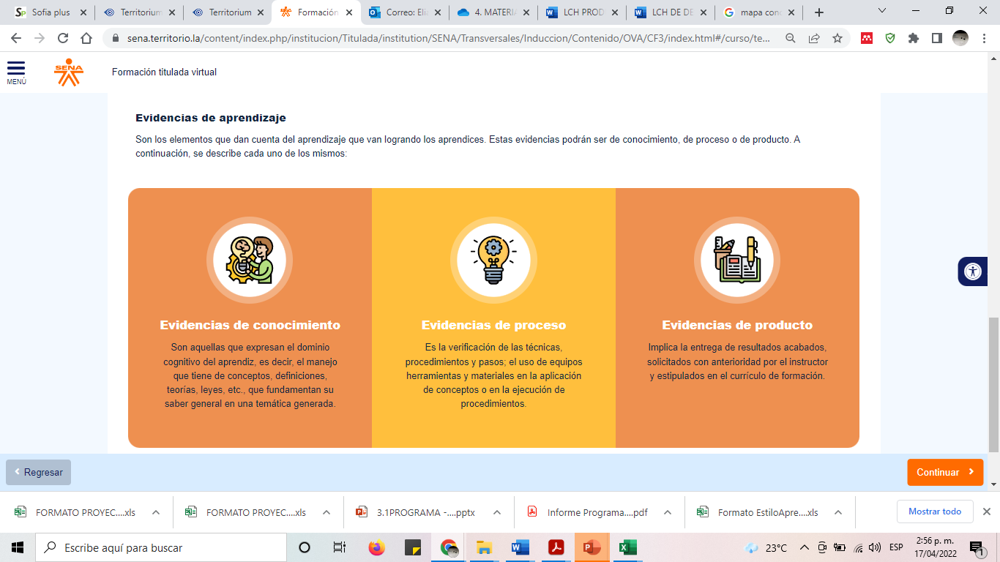 Sofia plus
Territorium
Territorium
Formación
Correo: Elia
4. MATERIA
LCH PROD
LCH DE DE
mapa conc
sena.territorio.la/content/index.php/institucion/Titulada/institution/SENA/Transversales/Induccion/Contenido/OVA/CF3/index.html#/curso/te...
MENÚ
SENA
Formación titulada virtual
Evidencias de aprendizaje
Son los elementos que dan cuenta del aprendizaje que van logrando los aprendices. Estas evidencias podrán ser de conocimiento, de proceso o de producto. A
continuación, se describe cada uno de los mismos:
Evidencias de conocimiento
Son aquellas que expresan el dominio
cognitivo del aprendiz, es decir, el manejo
que tiene de conceptos, definiciones,
teorías, leyes, etc., que fundamentan su
saber general en una temática generada.
Evidencias de proceso
Es la verificación de las técnicas,
procedimientos y pasos; el uso de equipos
herramientas y materiales en la aplicación
de conceptos o en la ejecución de
procedimientos.
Evidencias de producto
Implica la entrega de resultados acabados,
solicitados con anterioridad por el instructor
y estipulados en el currículo de formación.
Regresar
Continuar
FORMATO PROYEC....xls
FORMATO PROYEC....xls
3.1PROGRAMA -....pptx
Informe Programa....pdf
Formato EstiloApre....xls
Mostrar todo
Escribe aquí para buscar
23°C
ESP
2:56 p. m.
17/04/2022
1